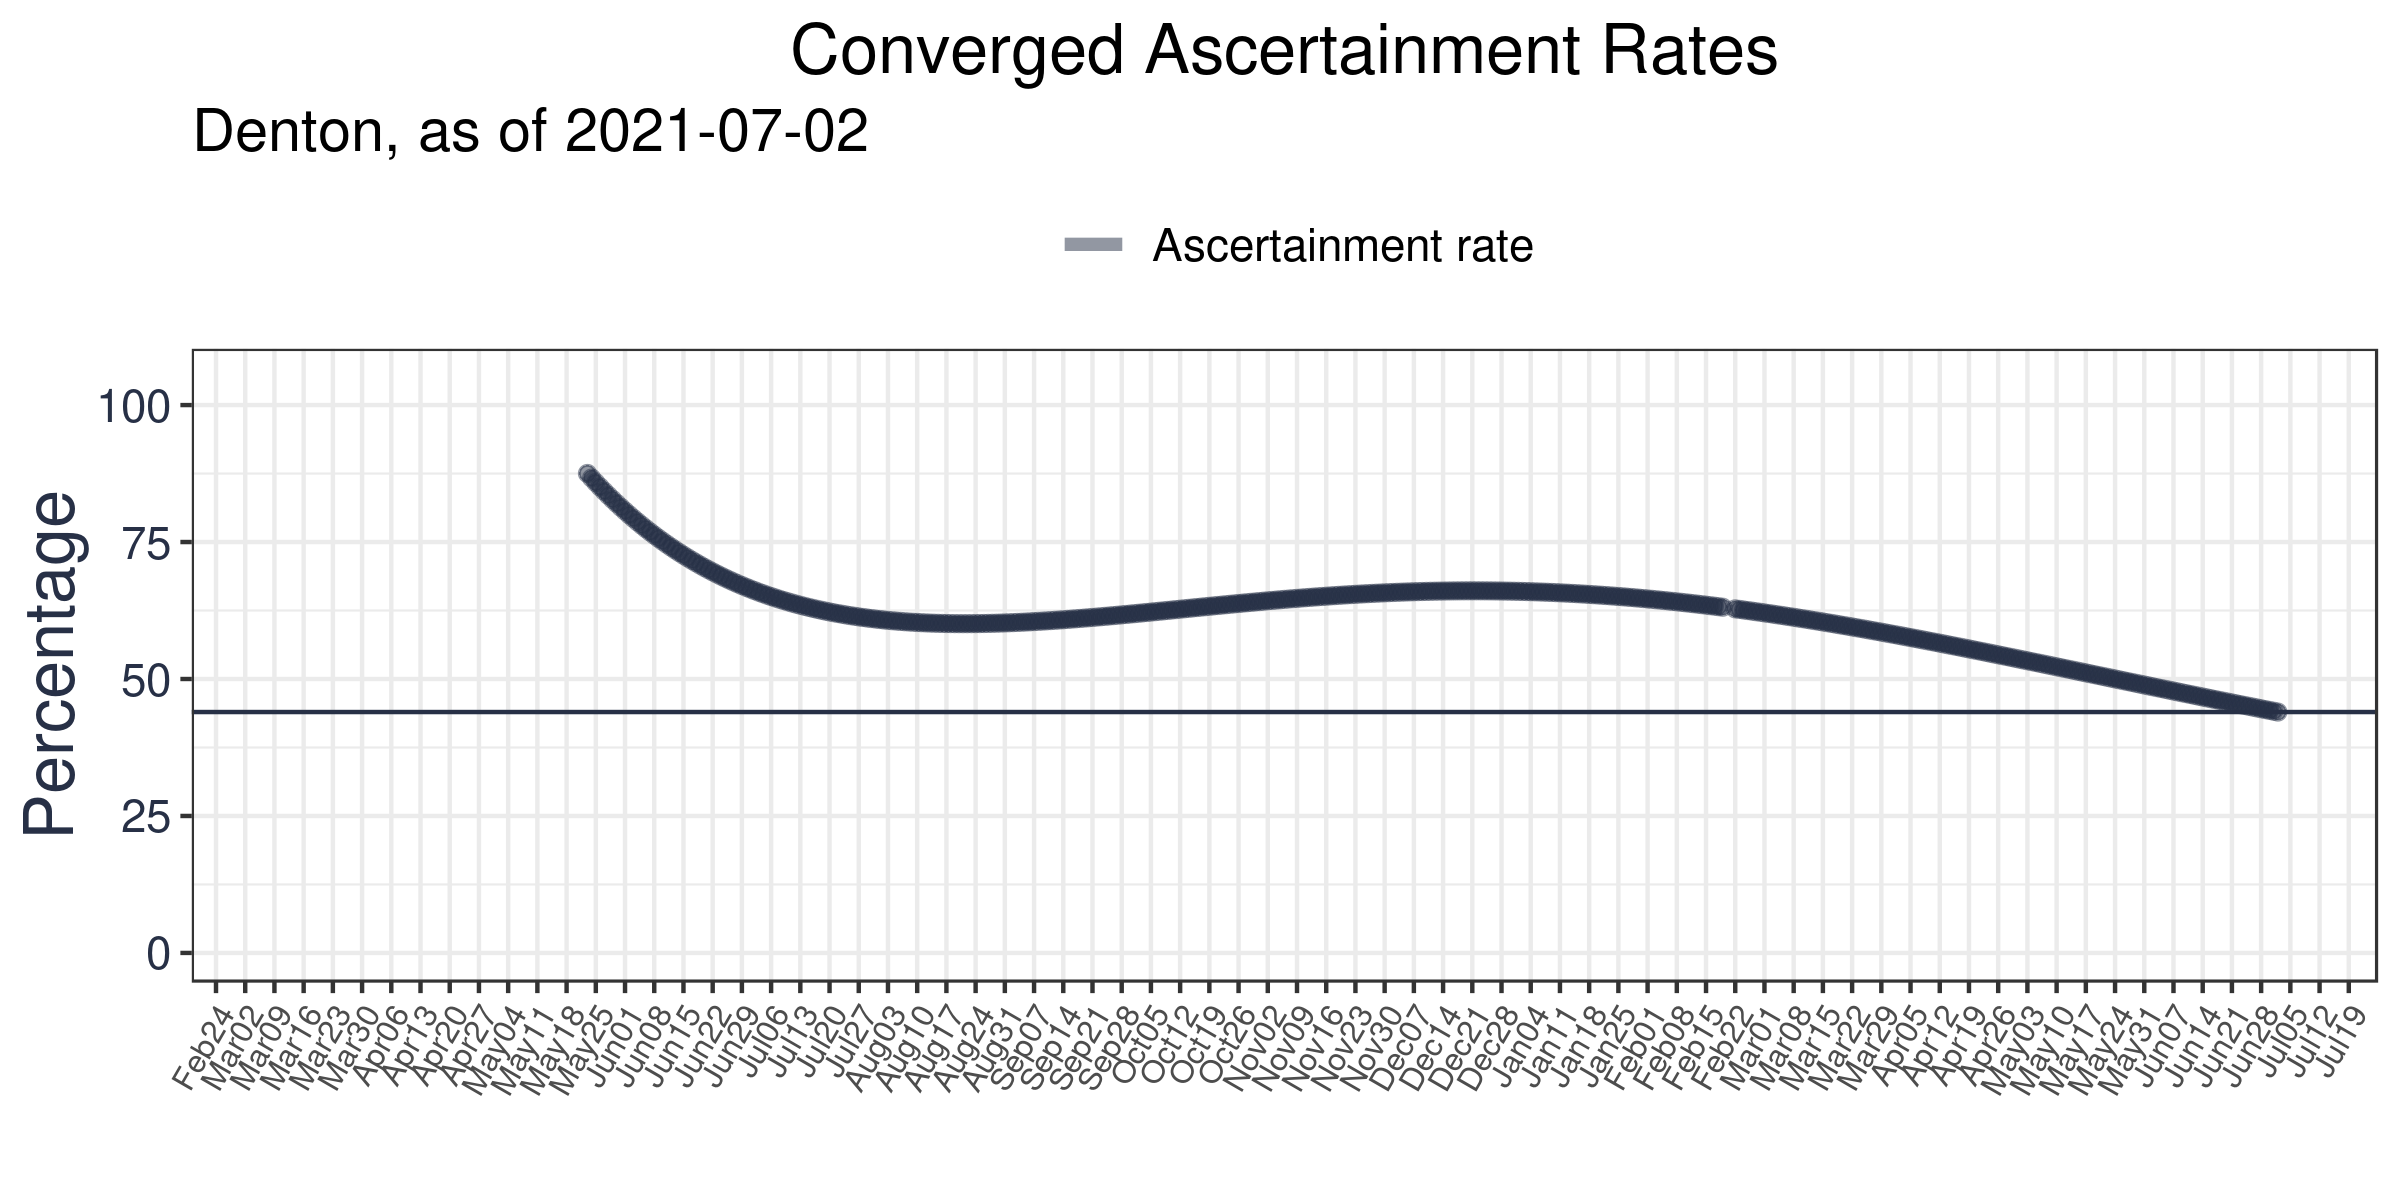 Converged Ascertainment Rates
Denton, as of 2021-07-02
Ascertainment rate
Percentage
100
75
50
25
0
Feb24
Mar02
Mar09
Mar16
Mar23
Mar30
Apr06
Apr13
Apr20
Apr27
May04
May11
May18
May25
Jun01
Jun08
Jun15
Jun22
Jun29
Jul06
Jul13
Jul20
Jul27
Aug03
Aug10
Aug17
Aug24
Aug31
Sep07
Sep14
Sep21
Sep28
Oct05
Oct12
Oct19
Oct26
Nov02
Nov09
Nov16
Nov23
Nov30
Dec07
Dec14
Dec21
Dec28
Jan04
Jan11
Jan18
Jan25
Feb01
Feb08
Feb15
Feb22
Mar01
Mar08
Mar15
Mar22
Mar29
Apr05
Apr12
Apr19
Apr26
May03
May10
May17
May24
May31
Jun07
Jun14
Jun21
Jun28
Jul05
Jul12
Jul19